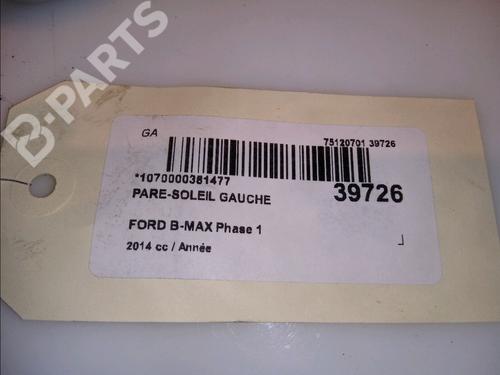 B-PARTS
GA
75120701 39726
*1070000381477
PARE-SOLEIL GAUCHE
39726
FORD B-MAX Phase 1
2014 cc / Année